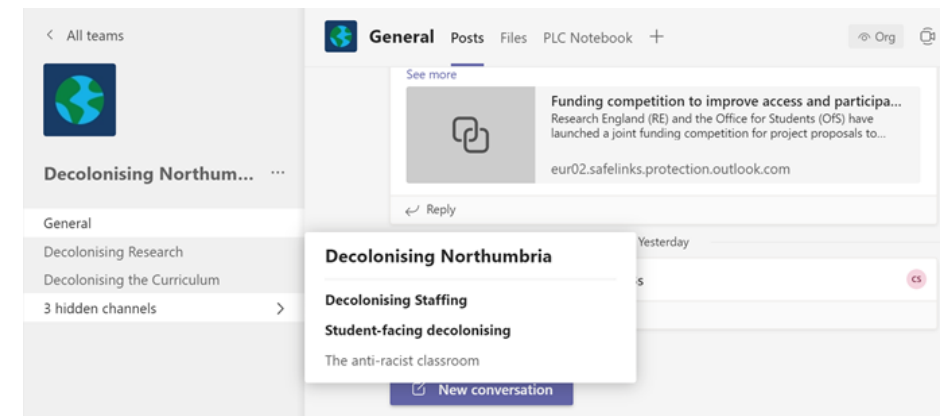 All teams
Decolonising Northum...
General
Decolonising Research
Decolonising the Curriculum
3 hidden channels
General Posts Files PLC Notebook
Org
See more
Funding competition to improve access and participa...
Research England (RE) and the Office for Students (OfS) have
launched a joint funding competition for project proposals to...
eur02.safelinks.protection.outlook.com
Reply
Yesterday
CS
Decolonising Northumbria
Decolonising Staffing
Student-facing decolonising
The anti-racist classroom
New conversation